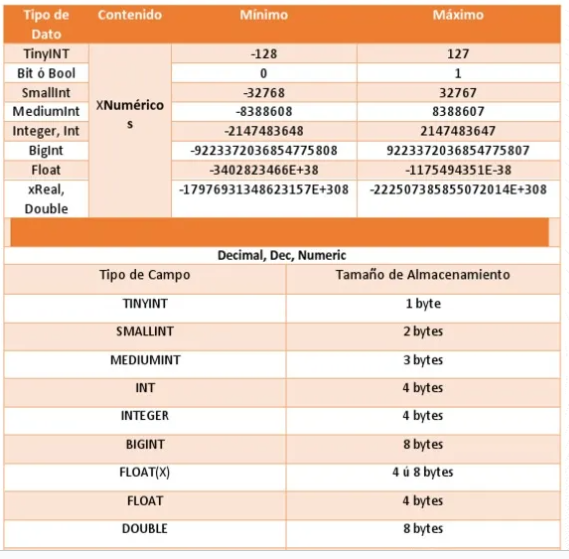 Tipo de Dato Contenido Mínimo Máximo
TinyINT XNuméricos -128 127
Bit ó Bool 0 1
SmallInt -32768 32767
MediumInt -8388608 8388607
Integer, Int -2147483648 2147483647
BigInt -9223372036854775808 9223372036854775807
Float -3402823466E+38 -1175494351E-38
xReal, Double -17976931348623157E+308 -222507385855072014E+308
Decimal, Dec, Numeric
Tipo de Campo Tamaño de Almacenamiento
TINYINT 1 byte
SMALLINT 2 bytes
MEDIUMINT 3 bytes
INT 4 bytes
INTEGER 4 bytes
BIGINT 8 bytes
FLOAT(X) 4 ú 8 bytes
FLOAT 4 bytes
DOUBLE 8 bytes